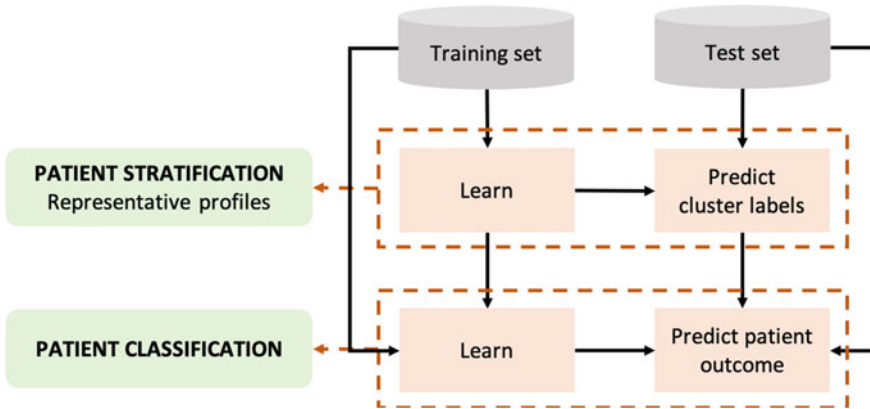 Training set
Test set
PATIENT STRATIFICATION
Representative profiles
Learn
Predict
cluster labels
PATIENT CLASSIFICATION
Learn
Predict patient
outcome